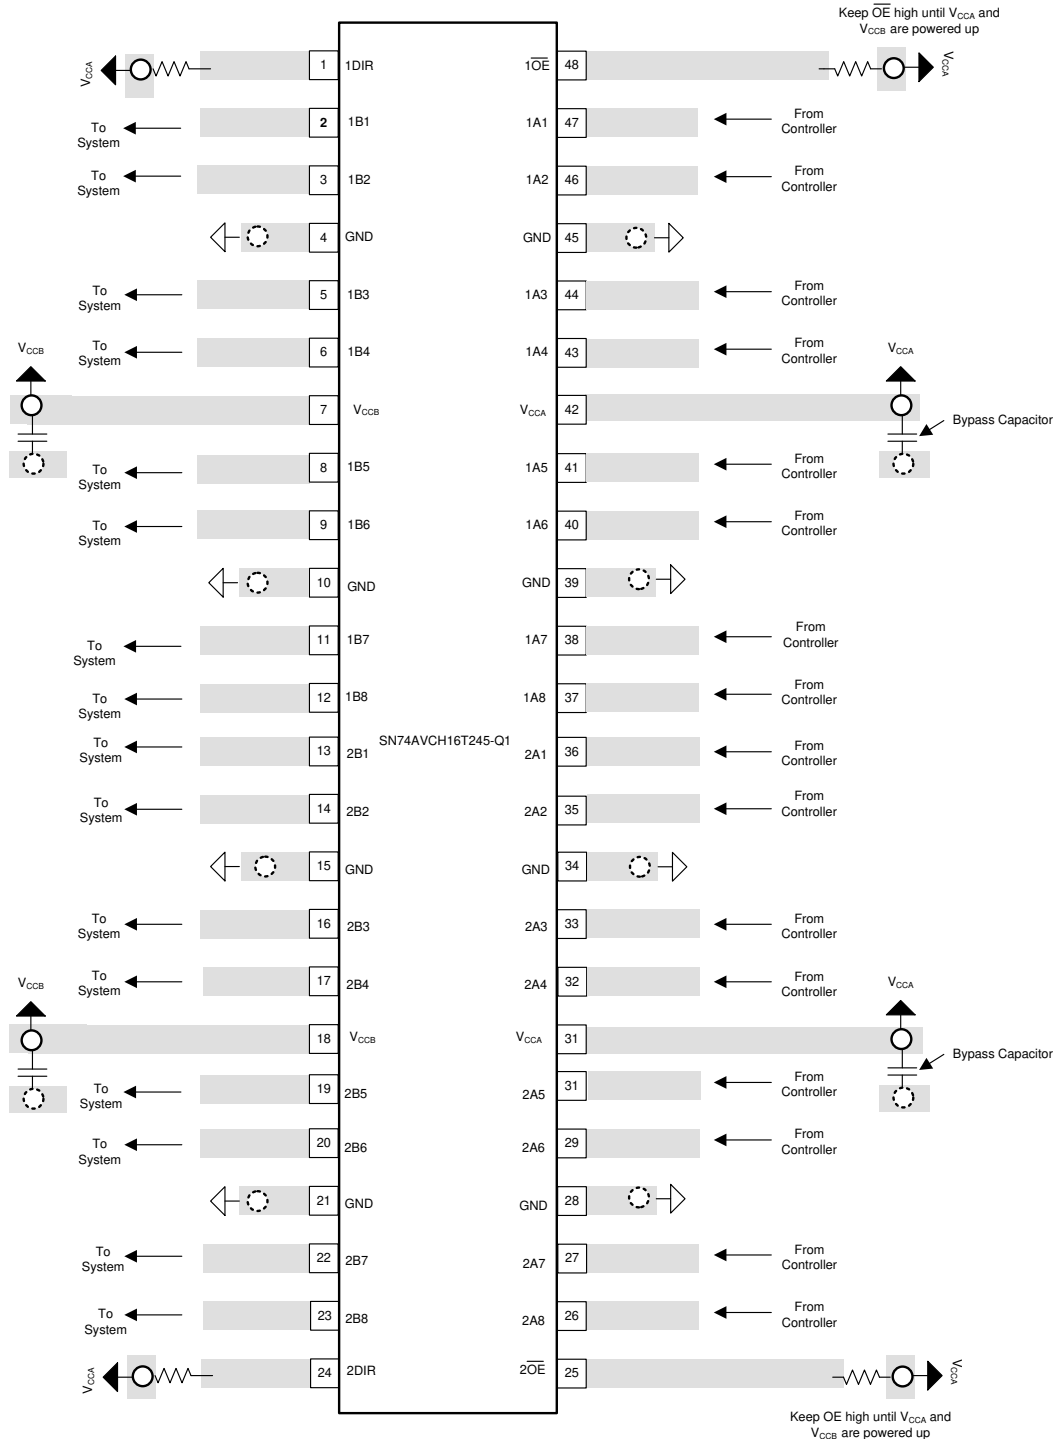 Keep OE high until VCCA and
VCCB are powered up
VCCA 1 1DIR 1OE 48 VCCA
To
System 2 1B1 1A1 47 From
Controller
To
System 3 1B2 1A2 46 From
Controller
4 GND GND 45
To
System 5 1B3 1A3 44 From
Controller
To
System 6 1B4 1A4 43 From
Controller
VCCB VCCA
7 VCCB VCCA 42
Bypass Capacitor
To
System 8 1B5 1A5 41 From
Controller
To
System 9 1B6 1A6 40 From
Controller
10 GND GND 39
To
System 11 1B7 1A7 38 From
Controller
To
System 12 1B8 1A8 37 From
Controller
SN74AVCH16T245-Q1
To
System 13 2B1 2A1 36 From
Controller
To
System 14 2B2 2A2 35 From
Controller
15 GND GND 34
To
System 16 2B3 2A3 33 From
Controller
To
System 17 2B4 2A4 32 From
Controller
VCCB VCCA
18 VCCB VCCA 31
Bypass Capacitor
To
System 19 2B5 2A5 31 From
Controller
To
System 20 2B6 2A6 29 From
Controller
21 GND GND 28
To
System 22 2B7 2A7 27 From
Controller
To
System 23 2B8 2A8 26 From
Controller
VCCA 24 2DIR 2OE 25 VCCA
Keep OE high until VCCA and
VCCB are powered up